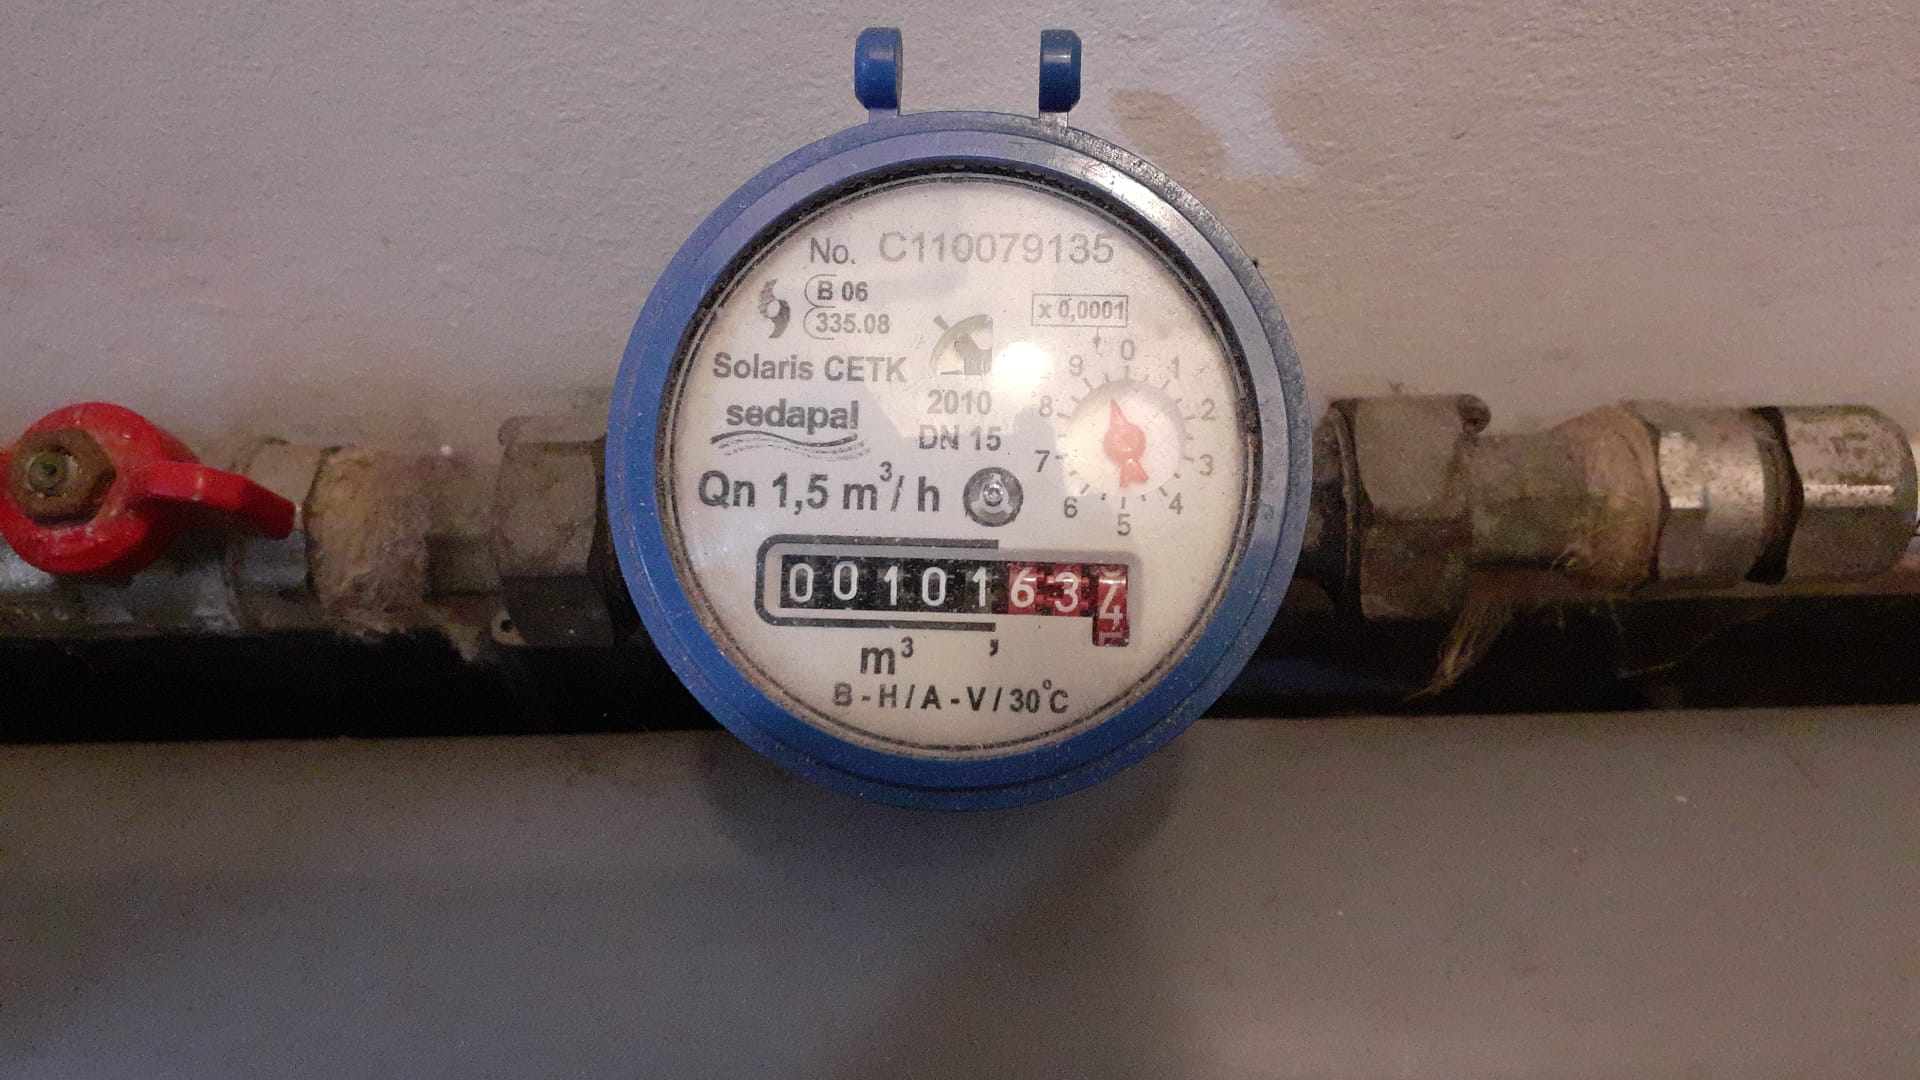 No. C110079135
B 06
335.08
x 0,0001
Solaris CETK
sedapal
2010
DN 15
Qn 1,5 m³/ h
0 1 2 3 4 5 6 7 8 9
00101634
m³ ,
B - H / A - V / 30°C